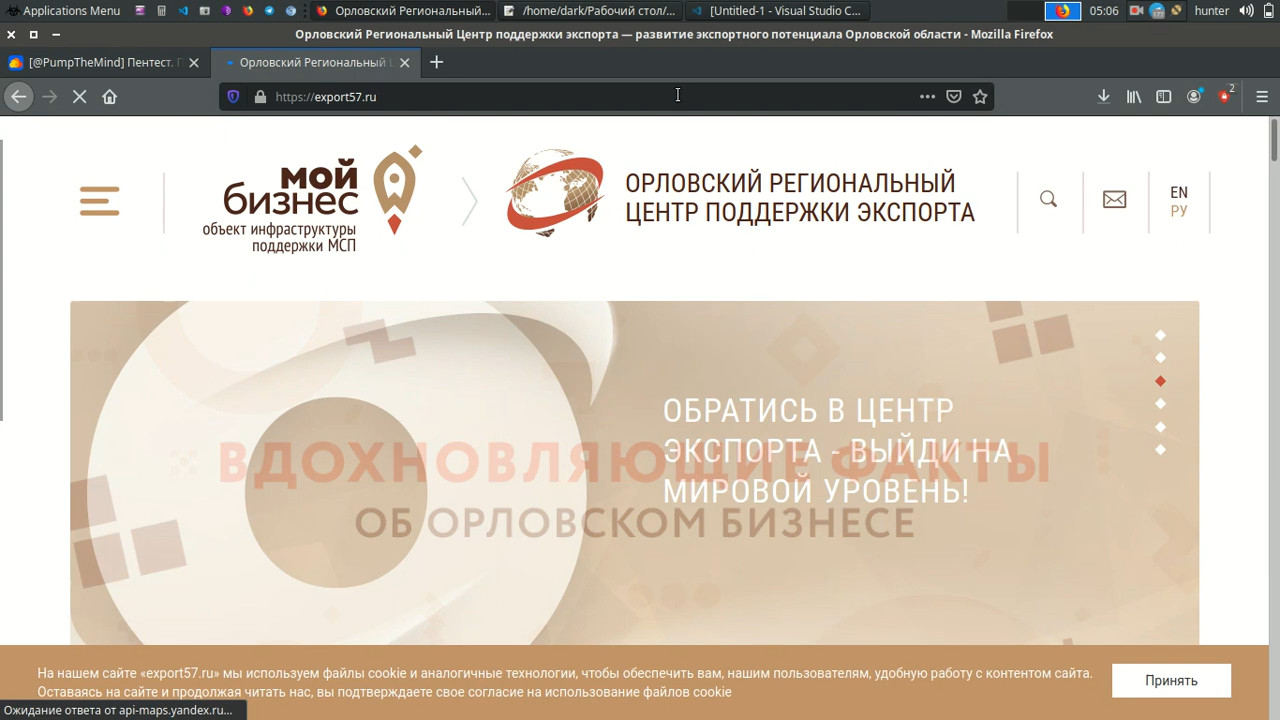 Applications Menu
Орловский Региональный...
/home/dark/Рабочий стол/...
[Untitled-1 - Visual Studio C...
05:06
hunter
Орловский Региональный Центр поддержки экспорта — развитие экспортного потенциала Орловской области - Mozilla Firefox
[@PumpTheMind] Пентест.
Орловский Региональный
https://export57.ru
2
мой
бизнес
объект инфраструктуры
поддержки МСП
ОРЛОВСКИЙ РЕГИОНАЛЬНЫЙ
ЦЕНТР ПОДДЕРЖКИ ЭКСПОРТА
EN
РУ
ОБРАТИСЬ В ЦЕНТР
ЭКСПОРТА - ВЫЙДИ НА
МИРОВОЙ УРОВЕНЬ!
ВДОХНОВЛЯЮЩИЕ ФАКТЫ
ОБ ОРЛОВСКОМ БИЗНЕСЕ
На нашем сайте «export57.ru» мы используем файлы cookie и аналогичные технологии, чтобы обеспечить вам, нашим пользователям, удобную работу с контентом сайта.
Оставаясь на сайте и продолжая читать нас, вы подтверждаете свое согласие на использование файлов cookie
Принять
Ожидание ответа от api-maps.yandex.ru...